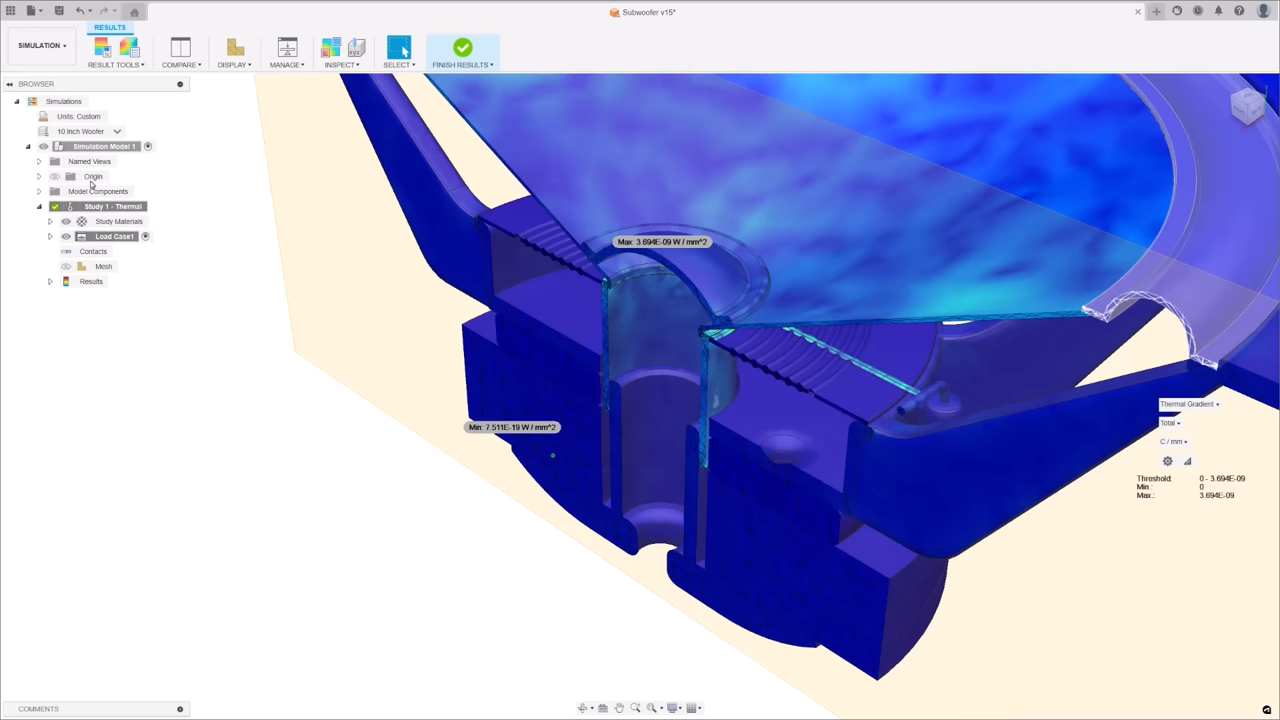 Subwoofer v15*
RESULTS
SIMULATION
RESULT TOOLS
COMPARE
DISPLAY
MANAGE
INSPECT
SELECT
FINISH RESULTS
BROWSER
Simulations
Units: Custom
10 Inch Woofer
Simulation Model 1
Named Views
Origin
Model Components
Study 1 - Thermal
Study Materials
Load Case1
Contacts
Mesh
Results
Max: 3.694E-09 W / mm^2
Min: 7.511E-19 W / mm^2
Thermal Gradient
Total
C / mm
Threshold: 0 - 3.694E-09
Min : 0
Max.: 3.694E-09
COMMENTS